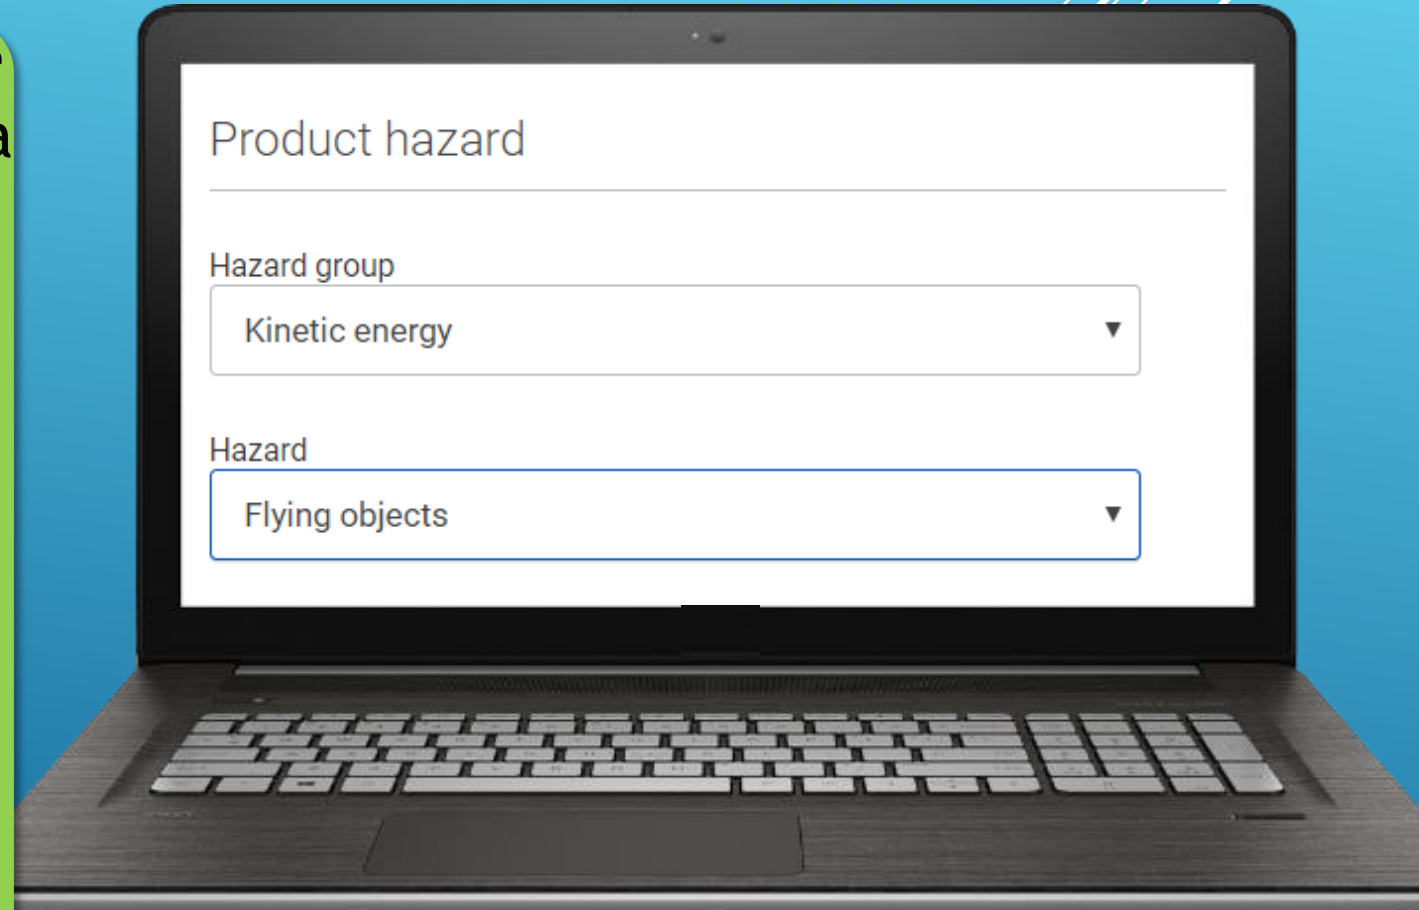 a
Product hazard
Hazard group
Kinetic energy
Hazard
Flying objects